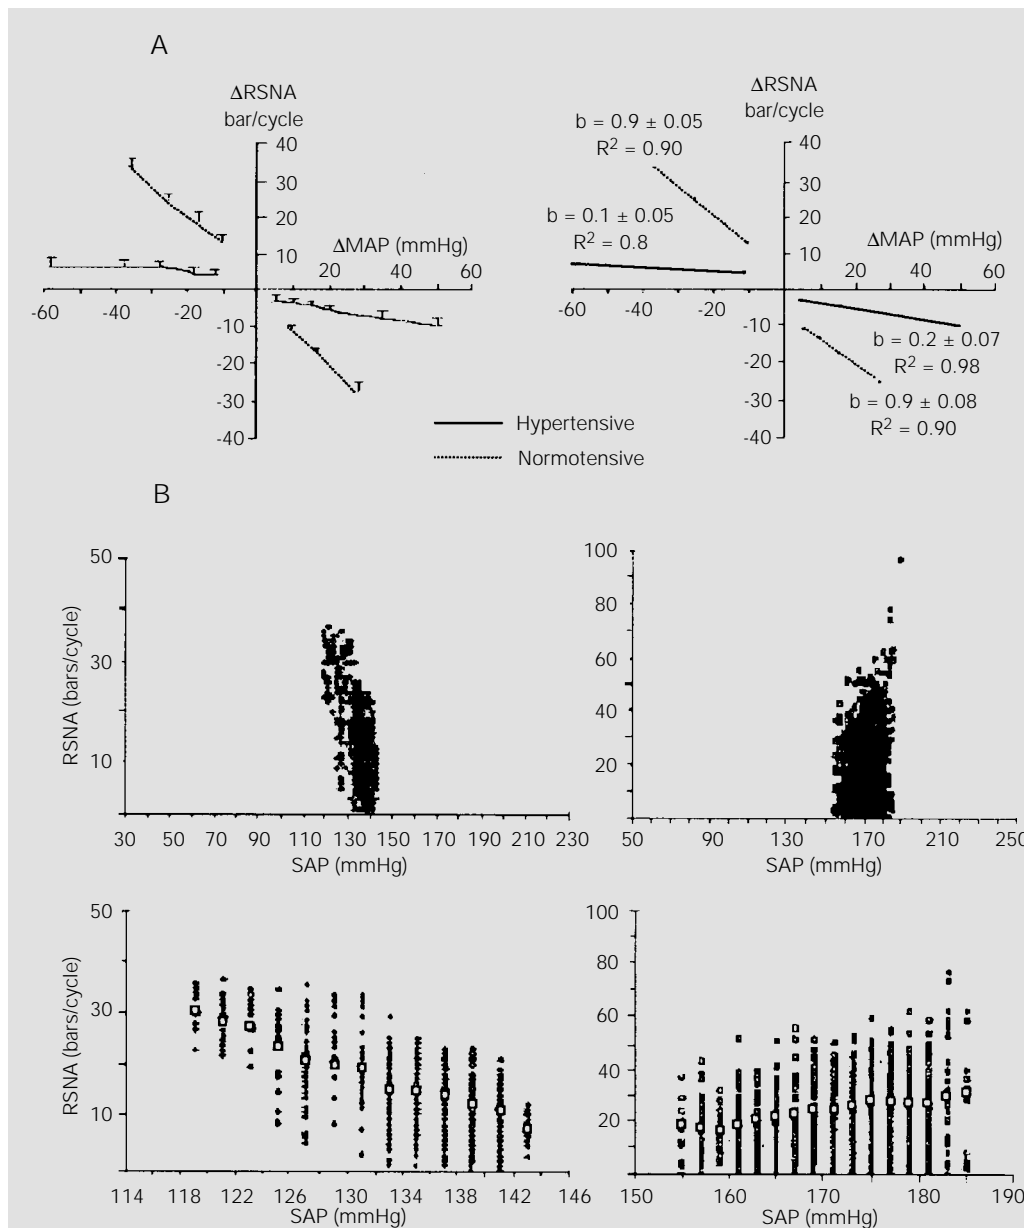 A
ΔRSNA
bar/cycle
40
30
20
10
ΔMAP (mmHg)
20 40 60
-60 -40 -20
-10
-20
-30
-40
ΔRSNA
bar/cycle
b = 0.9 ± 0.05
R² = 0.90
b = 0.1 ± 0.05
R² = 0.8
40
30
20
10
ΔMAP (mmHg)
20 40 60
-60 -40 -20
-10
-20
-30
-40
b = 0.2 ± 0.07
R² = 0.98
b = 0.9 ± 0.08
R² = 0.90
Hypertensive
Normotensive
B
RSNA (bars/cycle)
50
30
10
30 50 70 90 110 130 150 170 190 210 230
SAP (mmHg)
100
80
60
40
20
50 90 130 170 210 250
SAP (mmHg)
RSNA (bars/cycle)
50
30
10
114 118 122 126 130 134 138 142 146
SAP (mmHg)
100
80
60
40
20
150 160 170 180 190
SAP (mmHg)